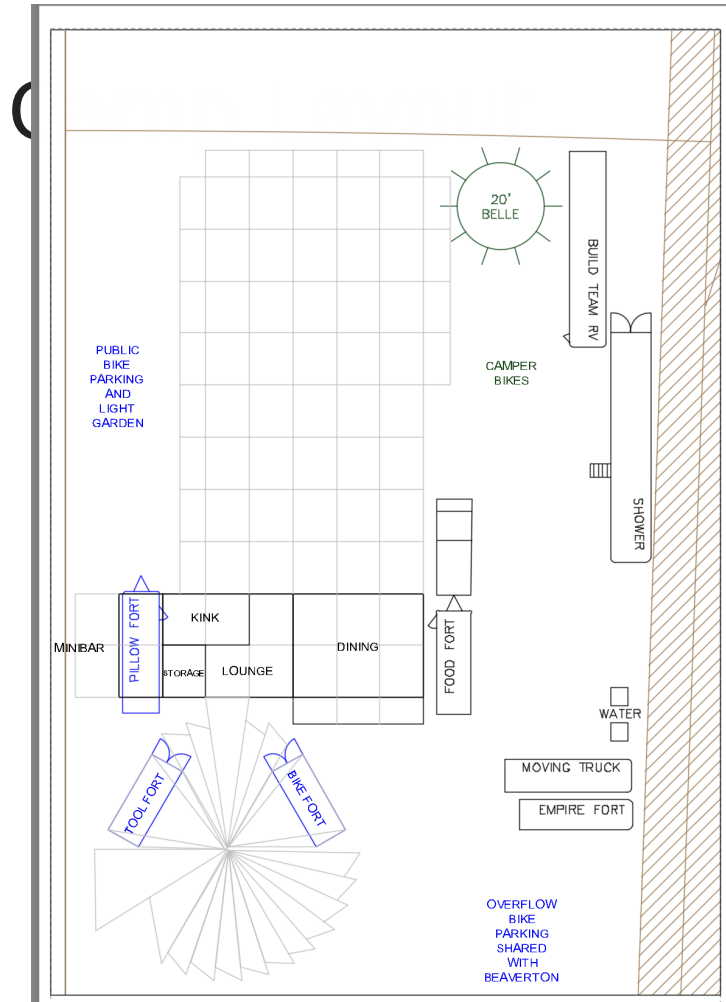 20'
BELLE
BUILD TEAM RV
PUBLIC
BIKE
PARKING
AND
LIGHT
GARDEN
CAMPER
BIKES
SHOWER
PILLOW FORT
KINK
MINIBAR
STORAGE
LOUNGE
DINING
FOOD FORT
WATER
TOOL FORT
BIKE FORT
MOVING TRUCK
EMPIRE FORT
OVERFLOW
BIKE
PARKING
SHARED
WITH
BEAVERTON